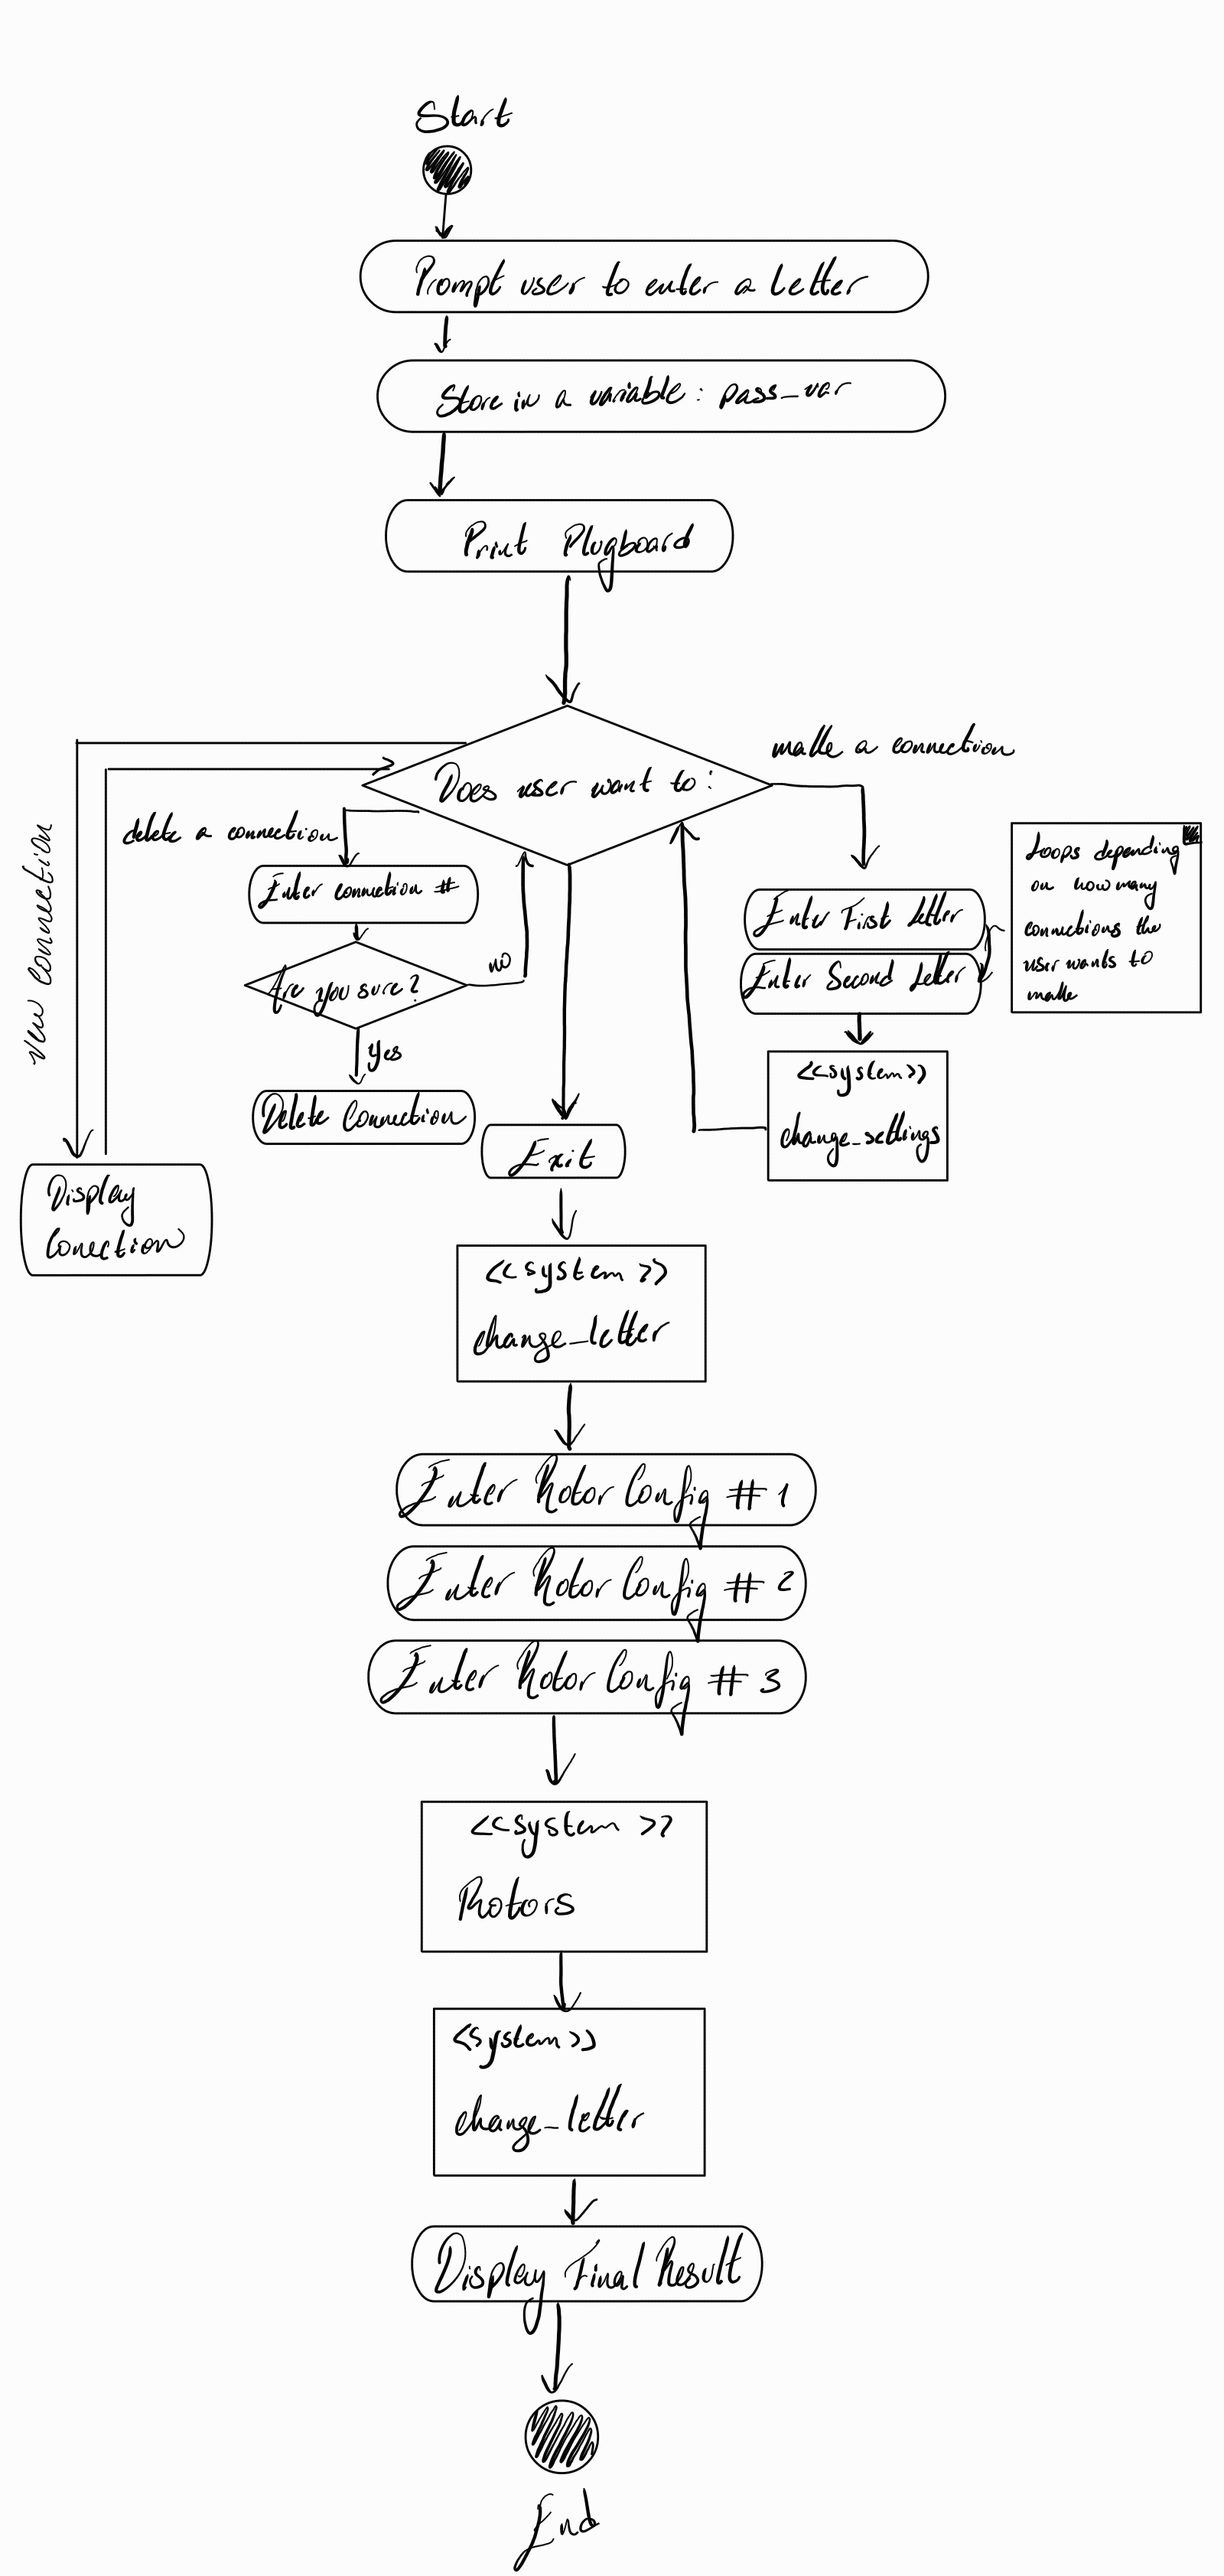 Start
Prompt user to enter a letter
Store in a variable: pass_var
Print Plugboard
Does user want to:
make a connection
delete a connection
Enter connection #
Are you sure?
no
Yes
Delete Connection
Display
Conection
Exit
Enter First Letter
Enter Second Letter
Loops depending
on how many
connections the
user wants to
make
<<system>>
change_settings
<<system>>
change_letter
Enter Rotor Config # 1
Enter Rotor Config # 2
Enter Rotor Config # 3
<<system>>
Rotors
<system>>
change_letter
Display Final Result
End